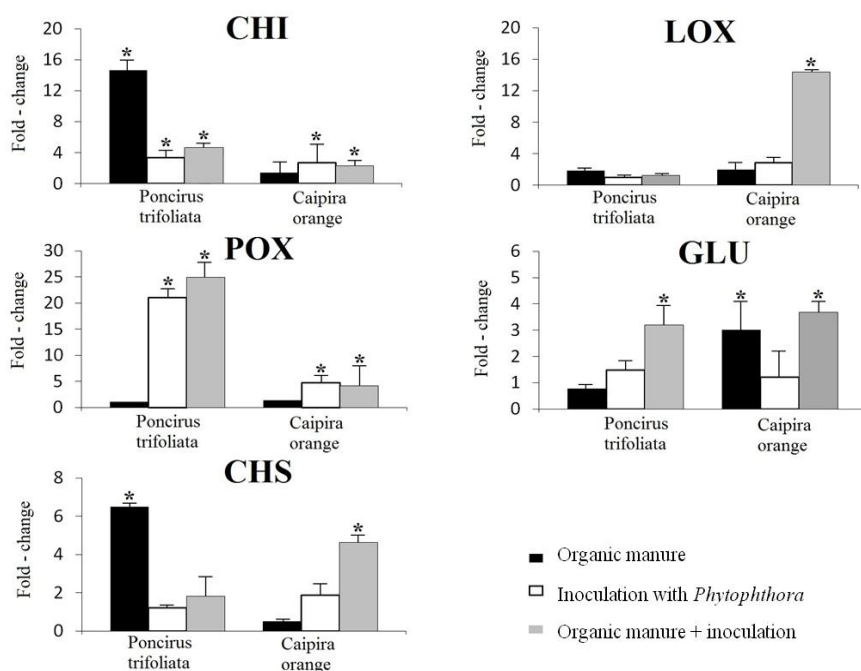 CHI
Fold - change
20
16
12
8
4
0
*
*
*
*
*
Poncirus
trifoliata
Caipira
orange
LOX
Fold - change
20
16
12
8
4
0
*
Poncirus
trifoliata
Caipira
orange
POX
Fold - change
30
25
20
15
10
5
0
*
*
*
*
Poncirus
trifoliata
Caipira
orange
GLU
Fold - change
6
5
4
3
2
1
0
*
*
*
Poncirus
trifoliata
Caipira
orange
CHS
Fold - change
8
6
4
2
0
*
*
Poncirus
trifoliata
Caipira
orange
Organic manure
Inoculation with Phytophthora
Organic manure + inoculation